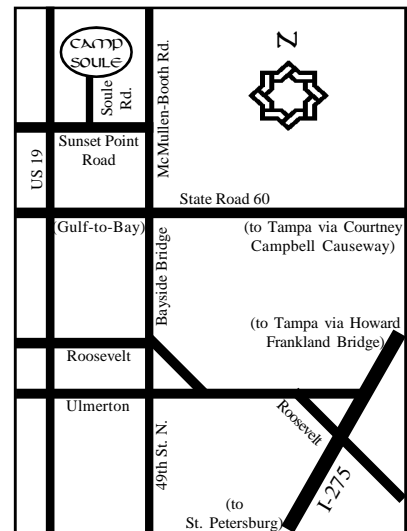 CAMP
SOULE
Z
Soule
Rd.
McMullen-Booth Rd.
US 19
Sunset Point
Road
State Road 60
(Gulf-to-Bay)
(to Tampa via Courtney
Campbell Causeway)
Bayside Bridge
(to Tampa via Howard
Frankland Bridge)
Roosevelt
Ulmerton
Roosevelt
49th St. N.
I-275
(to
St. Petersburg)